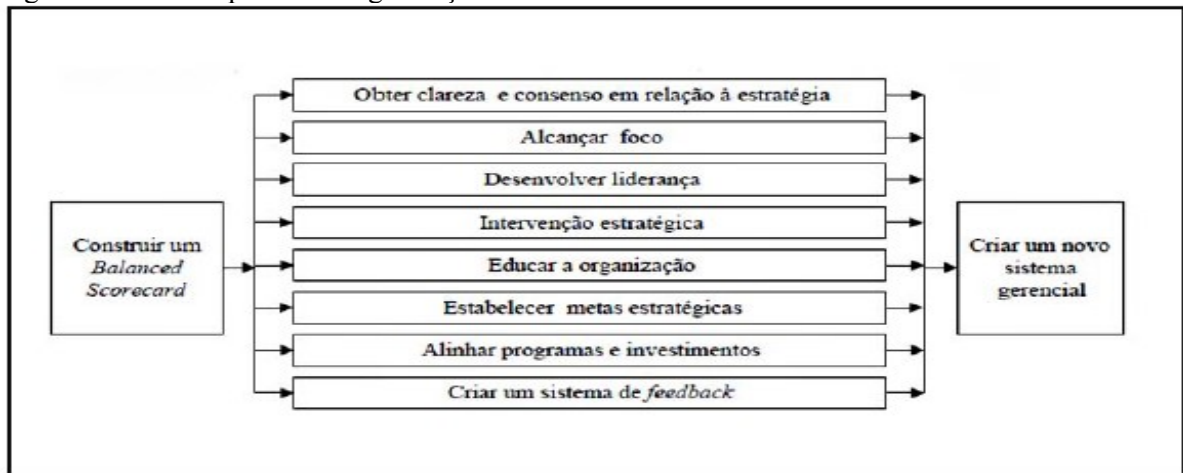 Construir um
Balanced
Scorecard
Obter clareza e consenso em relação à estratégia
Alcançar foco
Desenvolver liderança
Intervenção estratégica
Educar a organização
Estabelecer metas estratégicas
Alinhar programas e investimentos
Criar um sistema de feedback
Criar um novo
sistema
gerencial